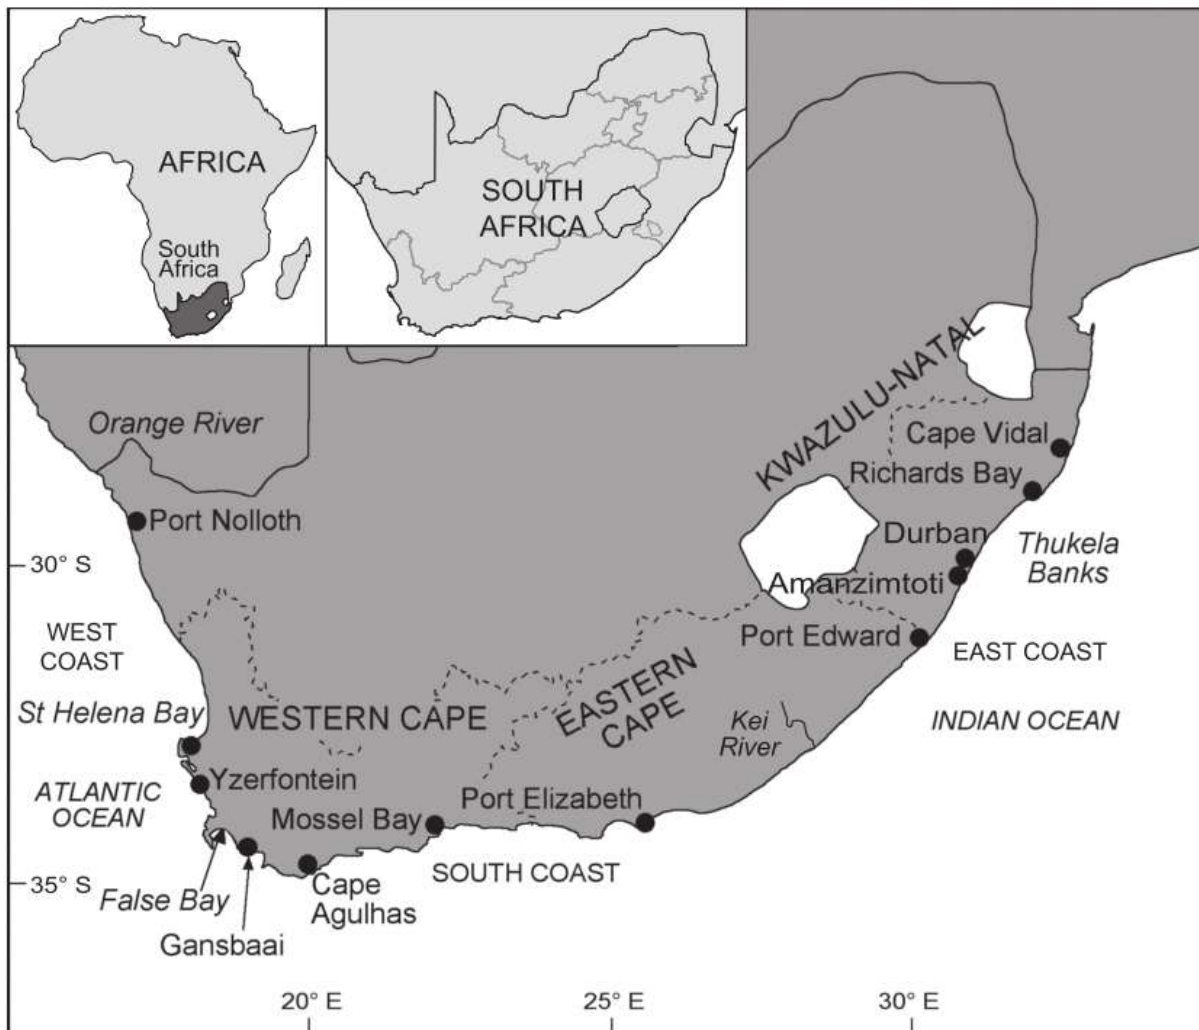 AFRICA
South
Africa
SOUTH
AFRICA
KWAZULU-NATAL
Orange River
Cape Vidal
Richards Bay
Port Nolloth
Durban
Thukela
Banks
30° S
Amanzimtoti
Port Edward
WEST
COAST
EAST COAST
EASTERN
CAPE
St Helena Bay
WESTERN CAPE
Kei
River
INDIAN OCEAN
Yzerfontein
ATLANTIC
OCEAN
Port Elizabeth
Mossel Bay
SOUTH COAST
35° S
False Bay
Cape
Agulhas
Gansbaai
20° E
25° E
30° E